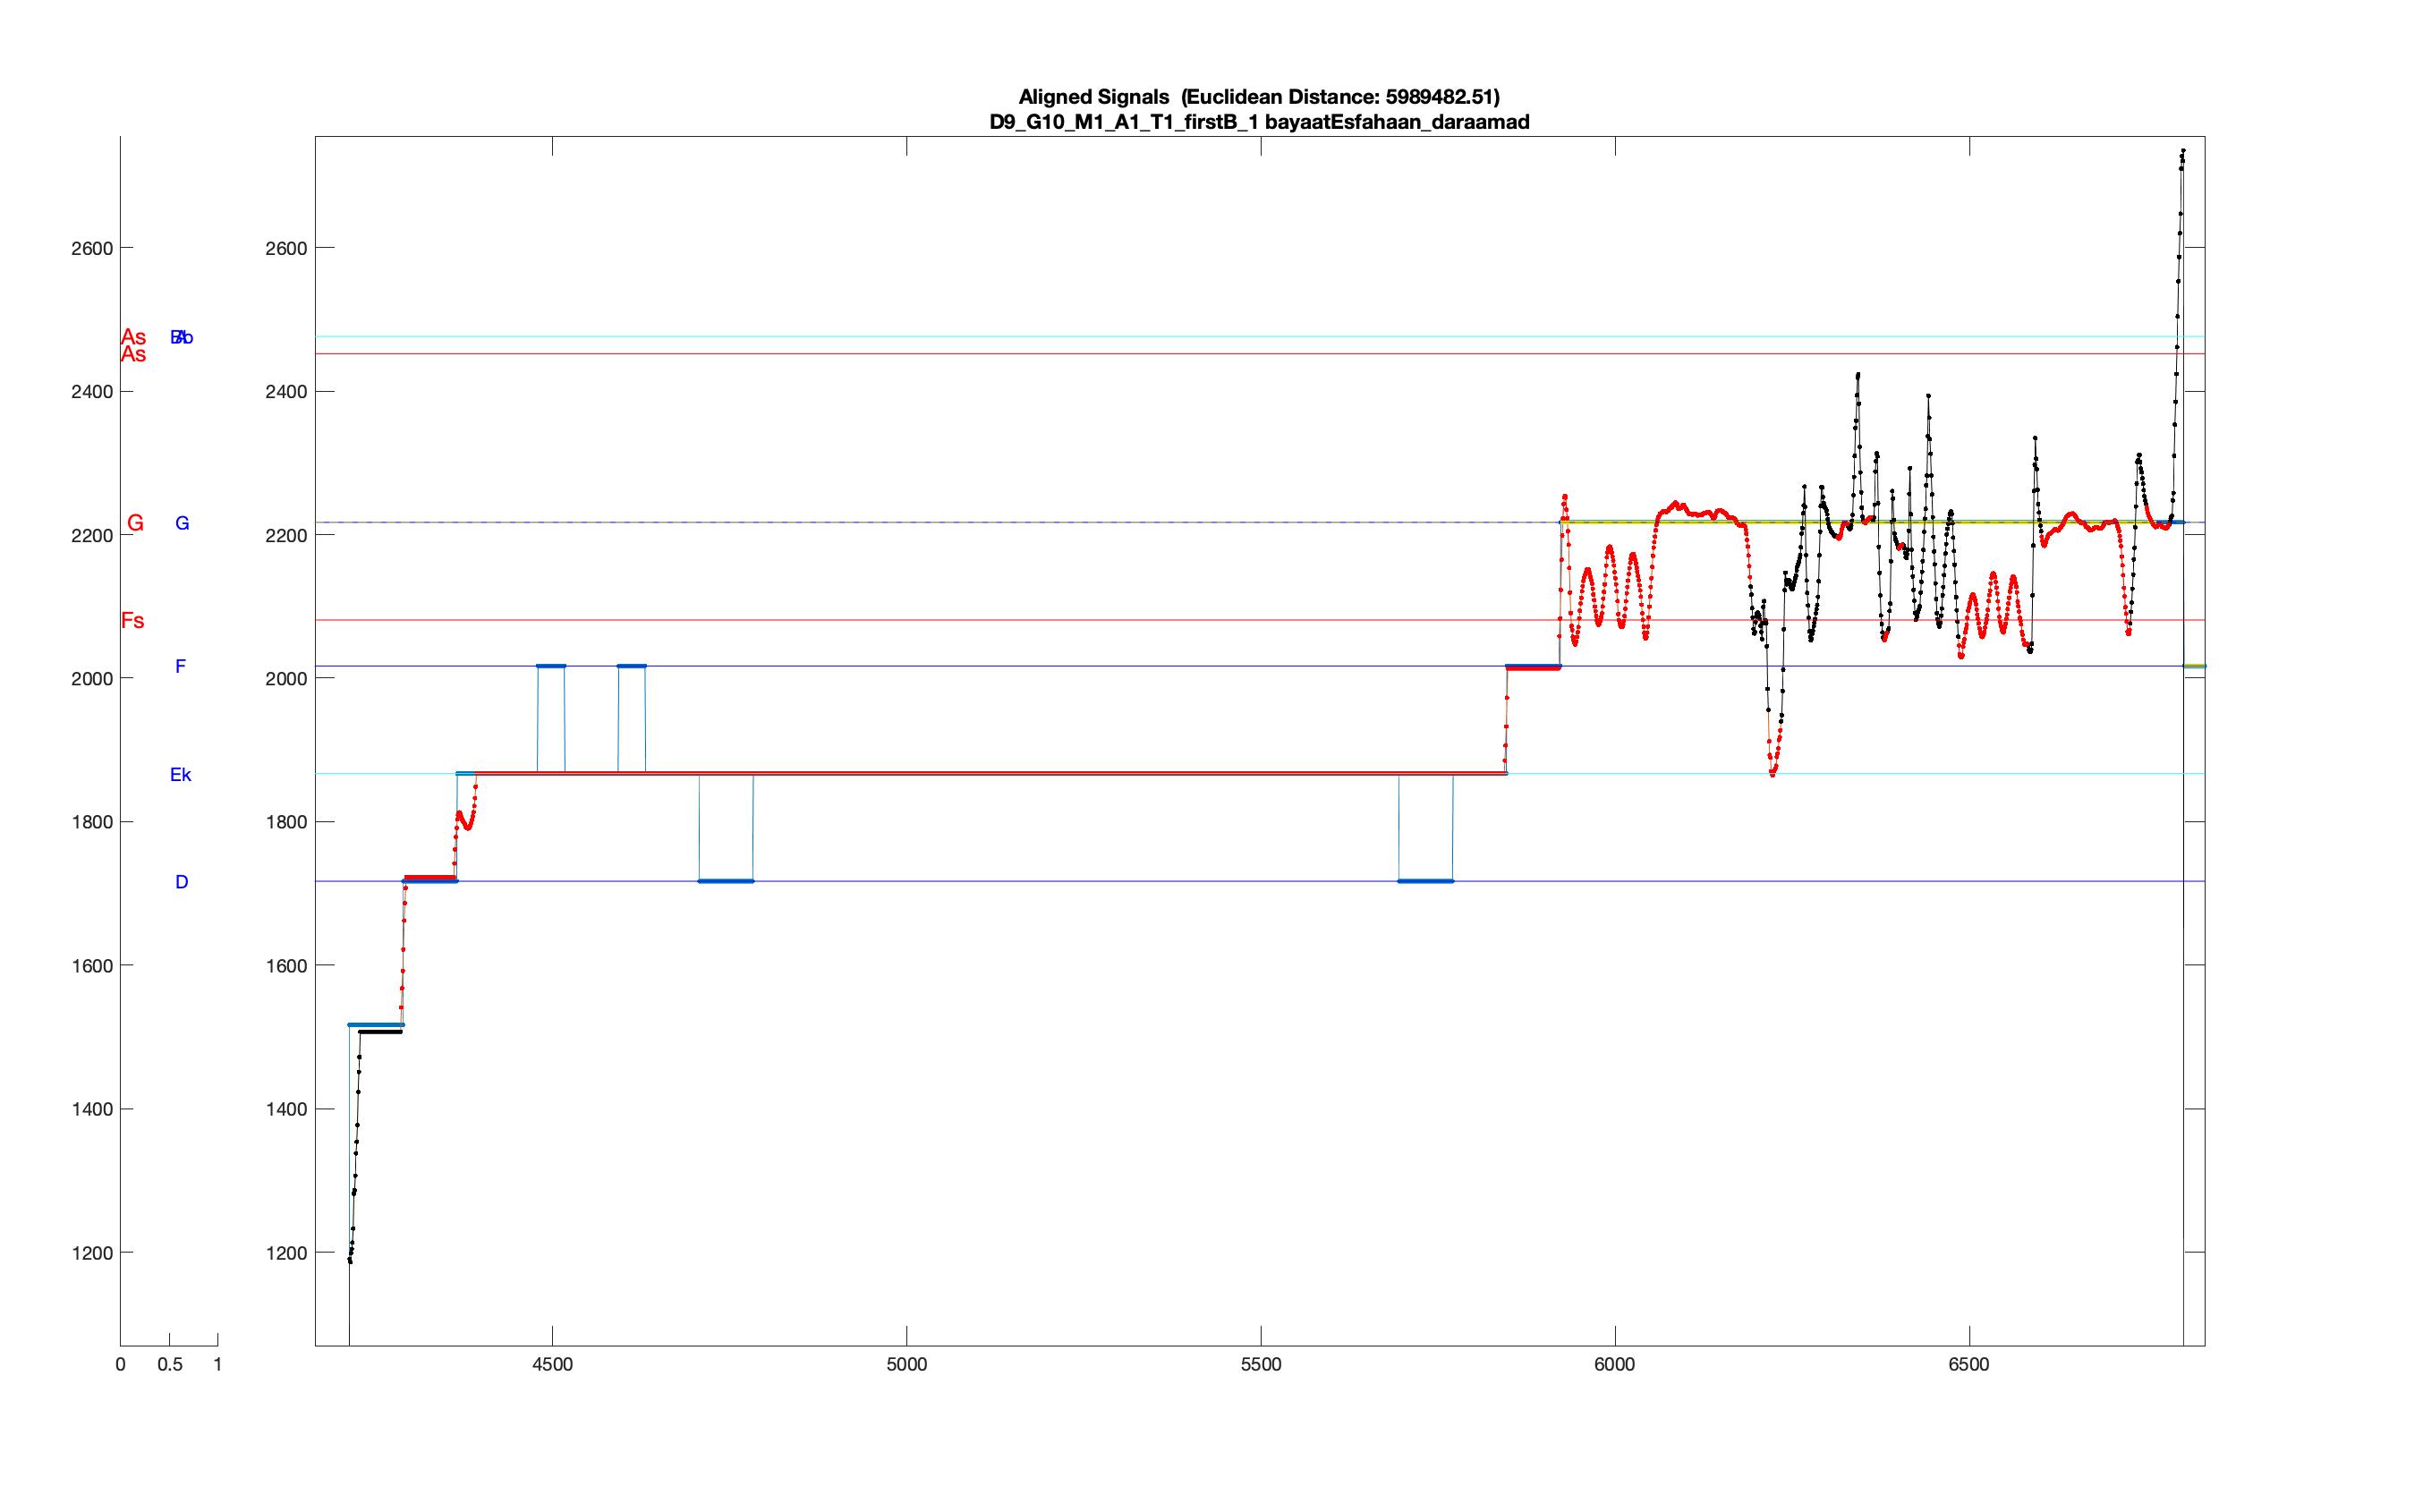 Aligned Signals  (Euclidean Distance: 5989482.51)
D9_G10_M1_A1_T1_firstB_1 bayaatEsfahaan_daraamad
2600 2600
As
As
2400 2400
G G
2200 2200
Fs
F
2000 2000
Ek
1800 1800
D
1600 1600
1400 1400
1200 1200
0 0.5 1 4500 5000 5500 6000 6500